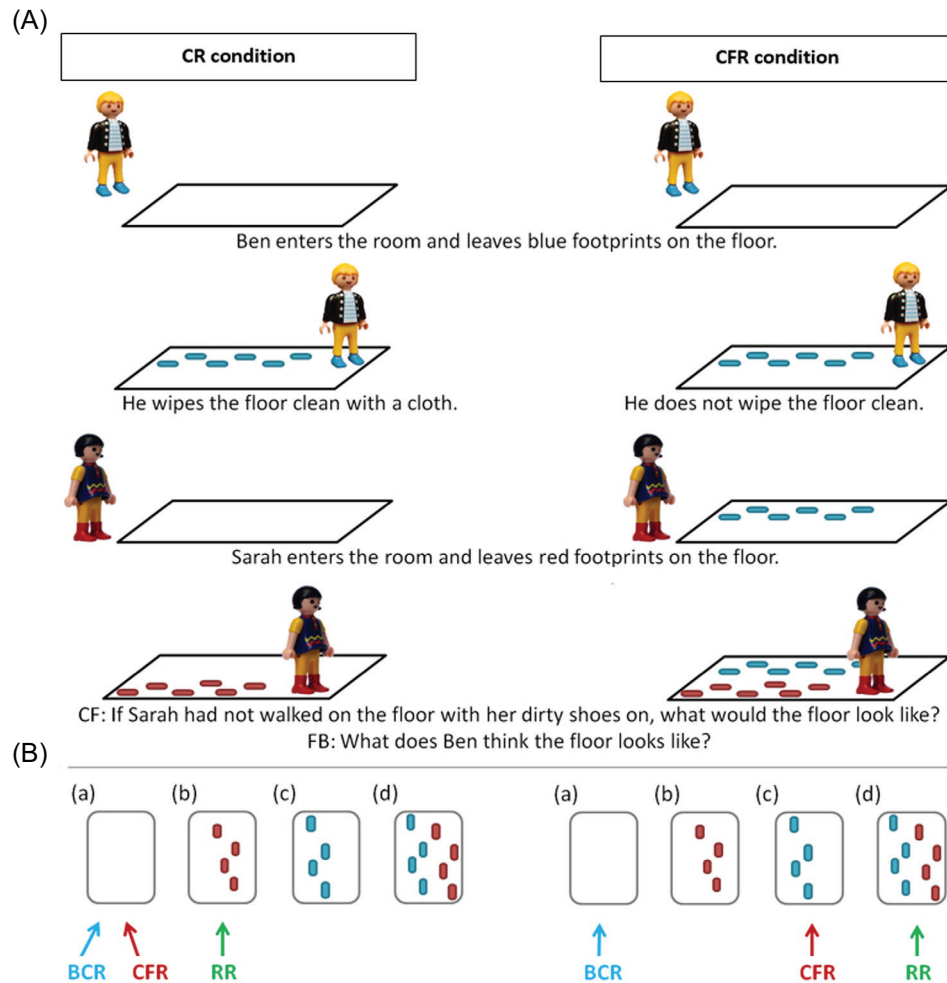 (A)
CR condition
CFR condition
Ben enters the room and leaves blue footprints on the floor.
He wipes the floor clean with a cloth.
He does not wipe the floor clean.
Sarah enters the room and leaves red footprints on the floor.
CF: If Sarah had not walked on the floor with her dirty shoes on, what would the floor look like?
FB: What does Ben think the floor looks like?
(B)
(a) (b) (c) (d)
(a) (b) (c) (d)
BCR CFR RR
BCR CFR RR